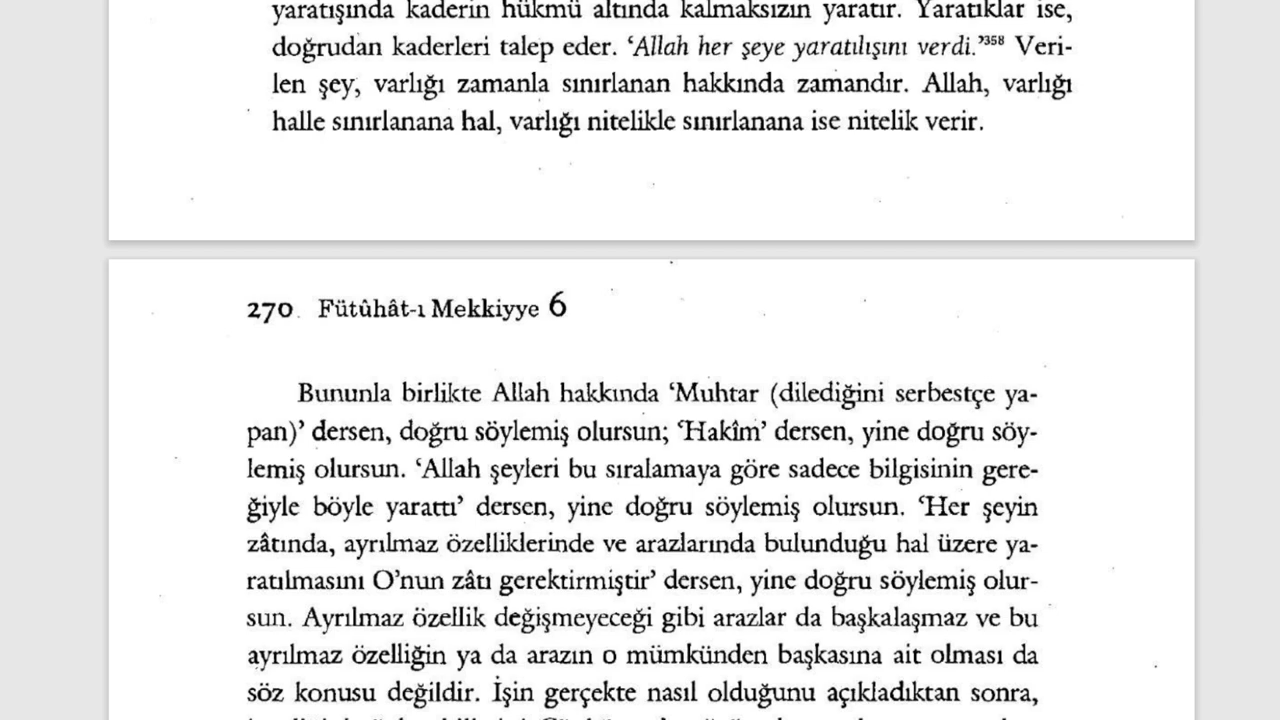 yaratışında kaderin hükmü altında kalmaksızın yaratır. Yaratıklar ise,
doğrudan kaderleri talep eder. ‘Allah her şeye yaratılışını verdi.’³⁵⁸ Veri-
len şey, varlığı zamanla sınırlanan hakkında zamandır. Allah, varlığı
halle sınırlanana hal, varlığı nitelikle sınırlanana ise nitelik verir.
270 Fütûhât-ı Mekkiyye 6
Bununla birlikte Allah hakkında ‘Muhtar (dilediğini serbestçe ya-
pan)’ dersen, doğru söylemiş olursun; ‘Hakîm’ dersen, yine doğru söy-
lemiş olursun. ‘Allah şeyleri bu sıralamaya göre sadece bilgisinin gere-
ğiyle böyle yarattı’ dersen, yine doğru söylemiş olursun. ‘Her şeyin
zâtında, ayrılmaz özelliklerinde ve arazlarında bulunduğu hal üzere ya-
ratılmasını O’nun zâtı gerektirmiştir’ dersen, yine doğru söylemiş olur-
sun. Ayrılmaz özellik değişmeyeceği gibi arazlar da başkalaşmaz ve bu
ayrılmaz özelliğin ya da arazın o mümkünden başkasına ait olması da
söz konusu değildir. İşin gerçekte nasıl olduğunu açıkladıktan sonra,